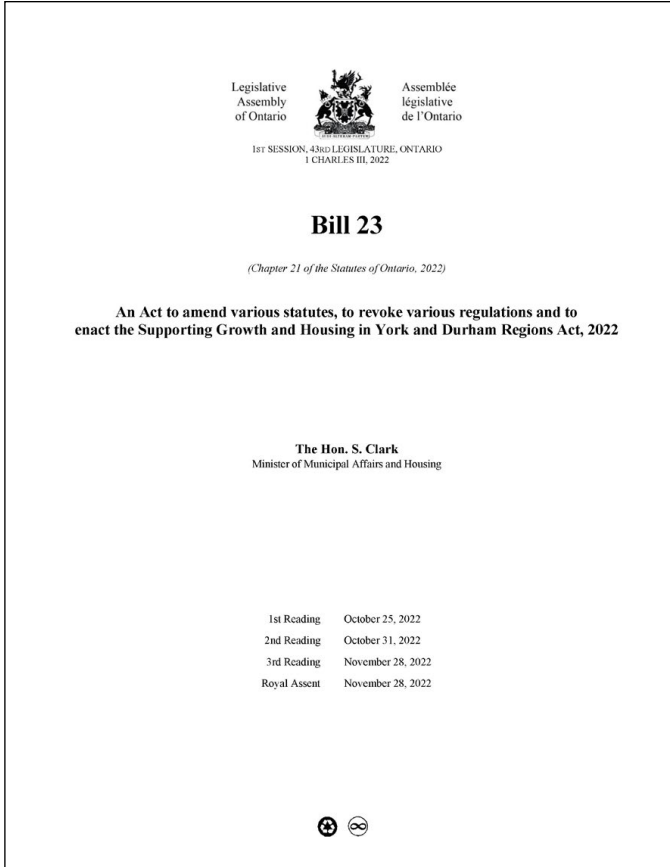 Legislative
Assembly
of Ontario
Assemblée
législative
de l'Ontario
1ST SESSION, 43RD LEGISLATURE, ONTARIO
1 CHARLES III, 2022
Bill 23
(Chapter 21 of the Statutes of Ontario, 2022)
An Act to amend various statutes, to revoke various regulations and to
enact the Supporting Growth and Housing in York and Durham Regions Act, 2022
The Hon. S. Clark
Minister of Municipal Affairs and Housing
1st Reading October 25, 2022
2nd Reading October 31, 2022
3rd Reading November 28, 2022
Royal Assent November 28, 2022